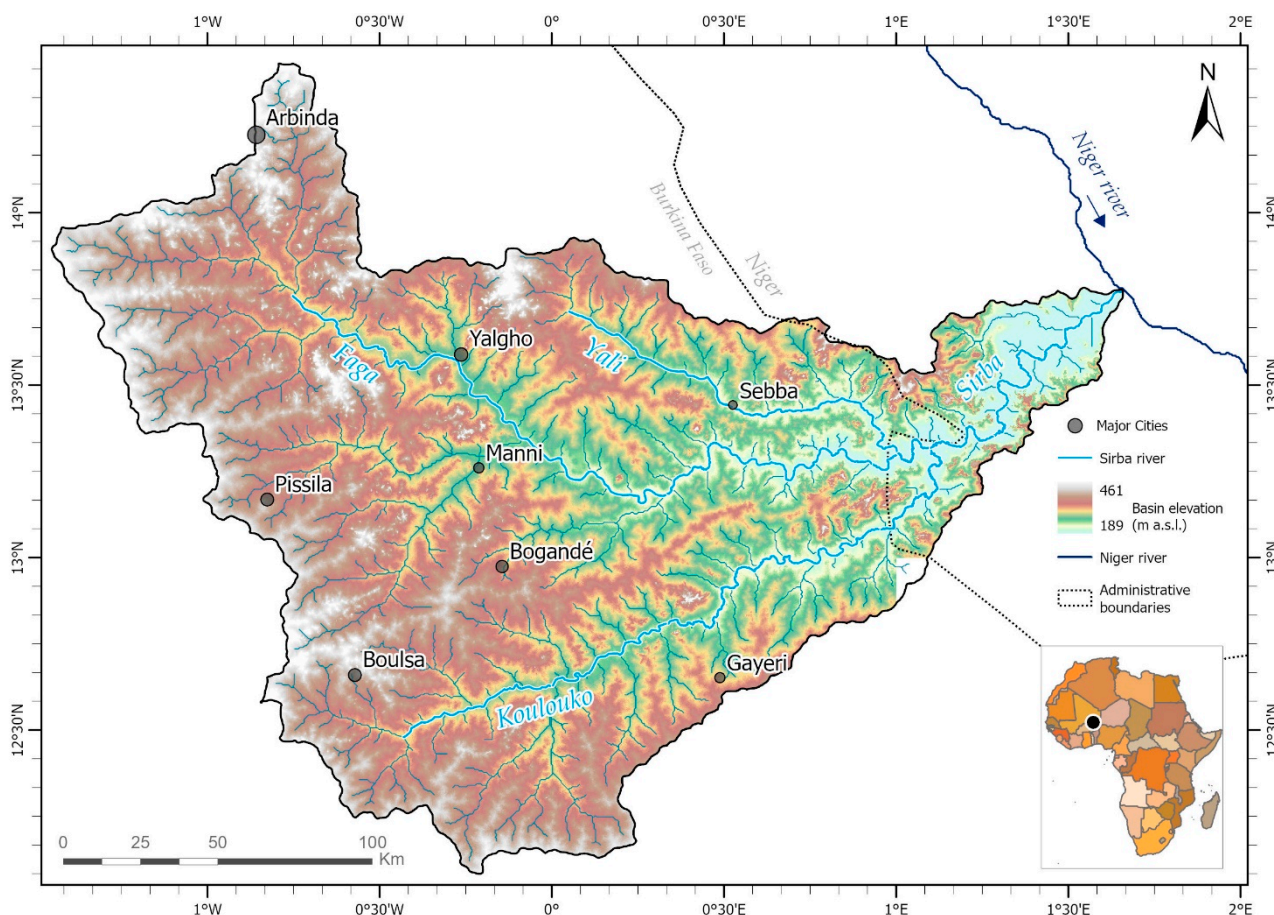 1°W 0°30'W 0° 0°30'E 1°E 1°30'E 2°E
N
Arbinda
Niger river
14°N 14°N
Burkina Faso
Niger
Yalgho
Faga
Yali
Sirba
13°30'N 13°30'N
Sebba
Major Cities
Manni
Sirba river
Pissila
461
Basin elevation
189 (m a.s.l.)
13°N 13°N
Bogandé
Niger river
Administrative
boundaries
Boulsa
Gayeri
Koulouko
12°30'N 12°30'N
0 25 50 100
Km
1°W 0°30'W 0° 0°30'E 1°E 1°30'E 2°E